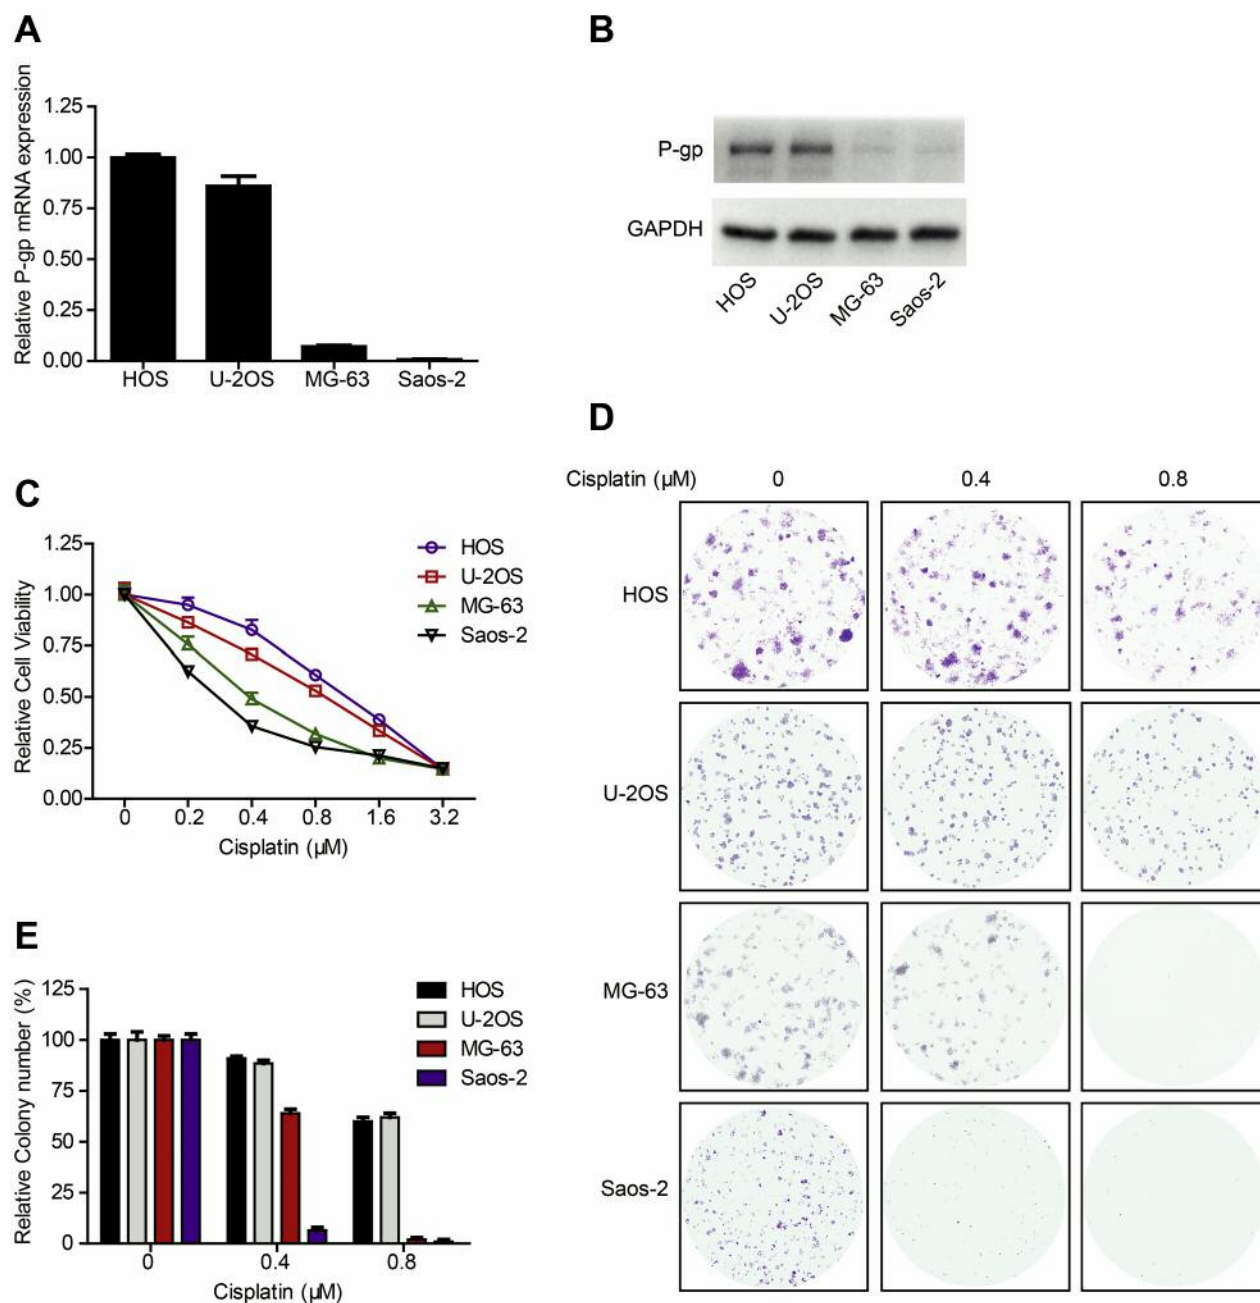 A
Relative P-gp mRNA expression
1.25
1.00
0.75
0.50
0.25
0.00
HOS U-2OS MG-63 Saos-2
B
P-gp
GAPDH
HOS U-2OS MG-63 Saos-2
C
Relative Cell Viability
1.25
1.00
0.75
0.50
0.25
0.00
0 0.2 0.4 0.8 1.6 3.2
Cisplatin (µM)
HOS
U-2OS
MG-63
Saos-2
D
Cisplatin (µM) 0 0.4 0.8
HOS
U-2OS
MG-63
Saos-2
E
Relative Colony number (%)
125
100
75
50
25
0
0 0.4 0.8
Cisplatin (µM)
HOS
U-2OS
MG-63
Saos-2